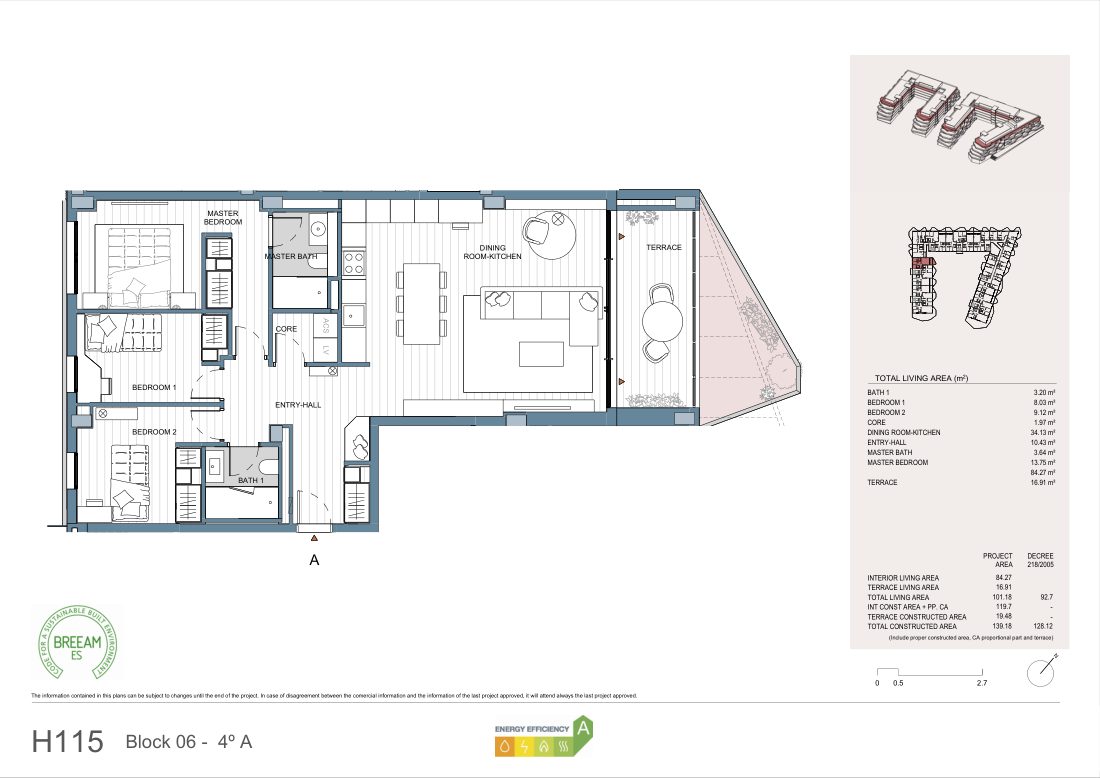 MASTER
BEDROOM
MASTER BATH
DINING
ROOM-KITCHEN
TERRACE
CORE
ACS
LV
BEDROOM 1
ENTRY-HALL
BEDROOM 2
BATH 1
A
TOTAL LIVING AREA (m²)
BATH 1 3.20 m²
BEDROOM 1 8.03 m²
BEDROOM 2 9.12 m²
CORE 1.97 m²
DINING ROOM-KITCHEN 34.13 m²
ENTRY-HALL 10.43 m²
MASTER BATH 3.64 m²
MASTER BEDROOM 13.75 m²
84.27 m²
TERRACE 16.91 m²
PROJECT AREA DECREE 218/2005
INTERIOR LIVING AREA 84.27
TERRACE LIVING AREA 16.91
TOTAL LIVING AREA 101.18 92.7
INT CONST AREA + PP. CA 119.7 -
TERRACE CONSTRUCTED AREA 19.48 -
TOTAL CONSTRUCTED AREA 139.18 128.12
(Include proper constructed area, CA proportional part and terrace)
0 0.5 2.7
N
CODE FOR A SUSTAINABLE BUILT ENVIRONMENT
BREEAM
ES
The information contained in this plans can be subject to changes until the end of the project. In case of disagreement between the comercial information and the information of the last project approved, it will attend always the last project approved.
H115 Block 06 - 4º A
ENERGY EFFICIENCY A